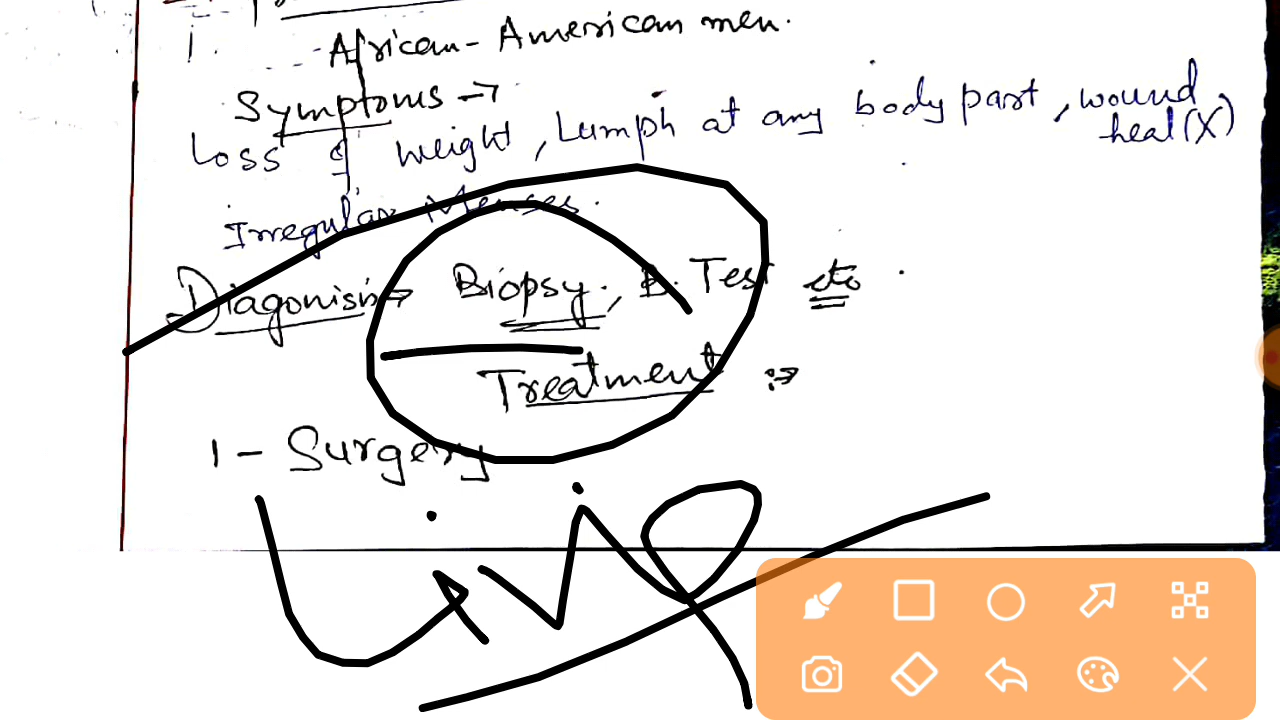 African-American men.
Symptoms →
Loss of weight, Lumph at any body part, wound
heal(X)
Irregular Menses.
Diagonisis → Biopsy, B. Test etc.
Treatment :→
1- Surgery
Live